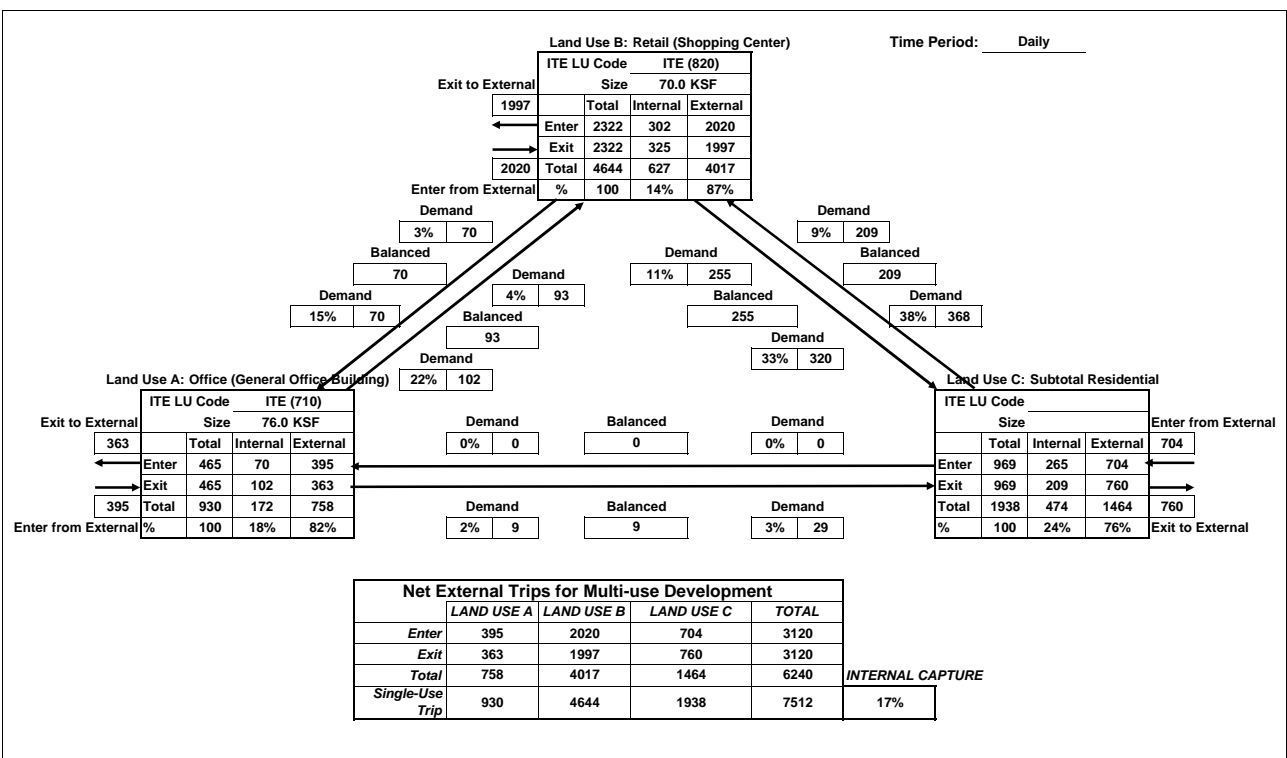 Land Use B: Retail (Shopping Center)
Time Period: Daily
ITE LU Code ITE (820)
Exit to External Size 70.0 KSF
1997 Total Internal External
Enter 2322 302 2020
Exit 2322 325 1997
2020 Total 4644 627 4017
Enter from External % 100 14% 87%
Demand
3% 70
Balanced
70
Demand
15% 70
Demand
4% 93
Balanced
93
Demand
22% 102
Demand
11% 255
Balanced
255
Demand
33% 320
Demand
9% 209
Balanced
209
Demand
38% 368
Land Use A: Office (General Office Building)
ITE LU Code ITE (710)
Exit to External Size 76.0 KSF
363 Total Internal External
Enter 465 70 395
Exit 465 102 363
395 Total 930 172 758
Enter from External % 100 18% 82%
Demand Balanced Demand
0% 0 0 0% 0
Demand Balanced Demand
2% 9 9 3% 29
Land Use C: Subtotal Residential
ITE LU Code
Size Enter from External
Total Internal External 704
Enter 969 265 704
Exit 969 209 760
Total 1938 474 1464 760
% 100 24% 76% Exit to External
Net External Trips for Multi-use Development
LAND USE A LAND USE B LAND USE C TOTAL
Enter 395 2020 704 3120
Exit 363 1997 760 3120
Total 758 4017 1464 6240 INTERNAL CAPTURE
Single-Use
Trip 930 4644 1938 7512 17%